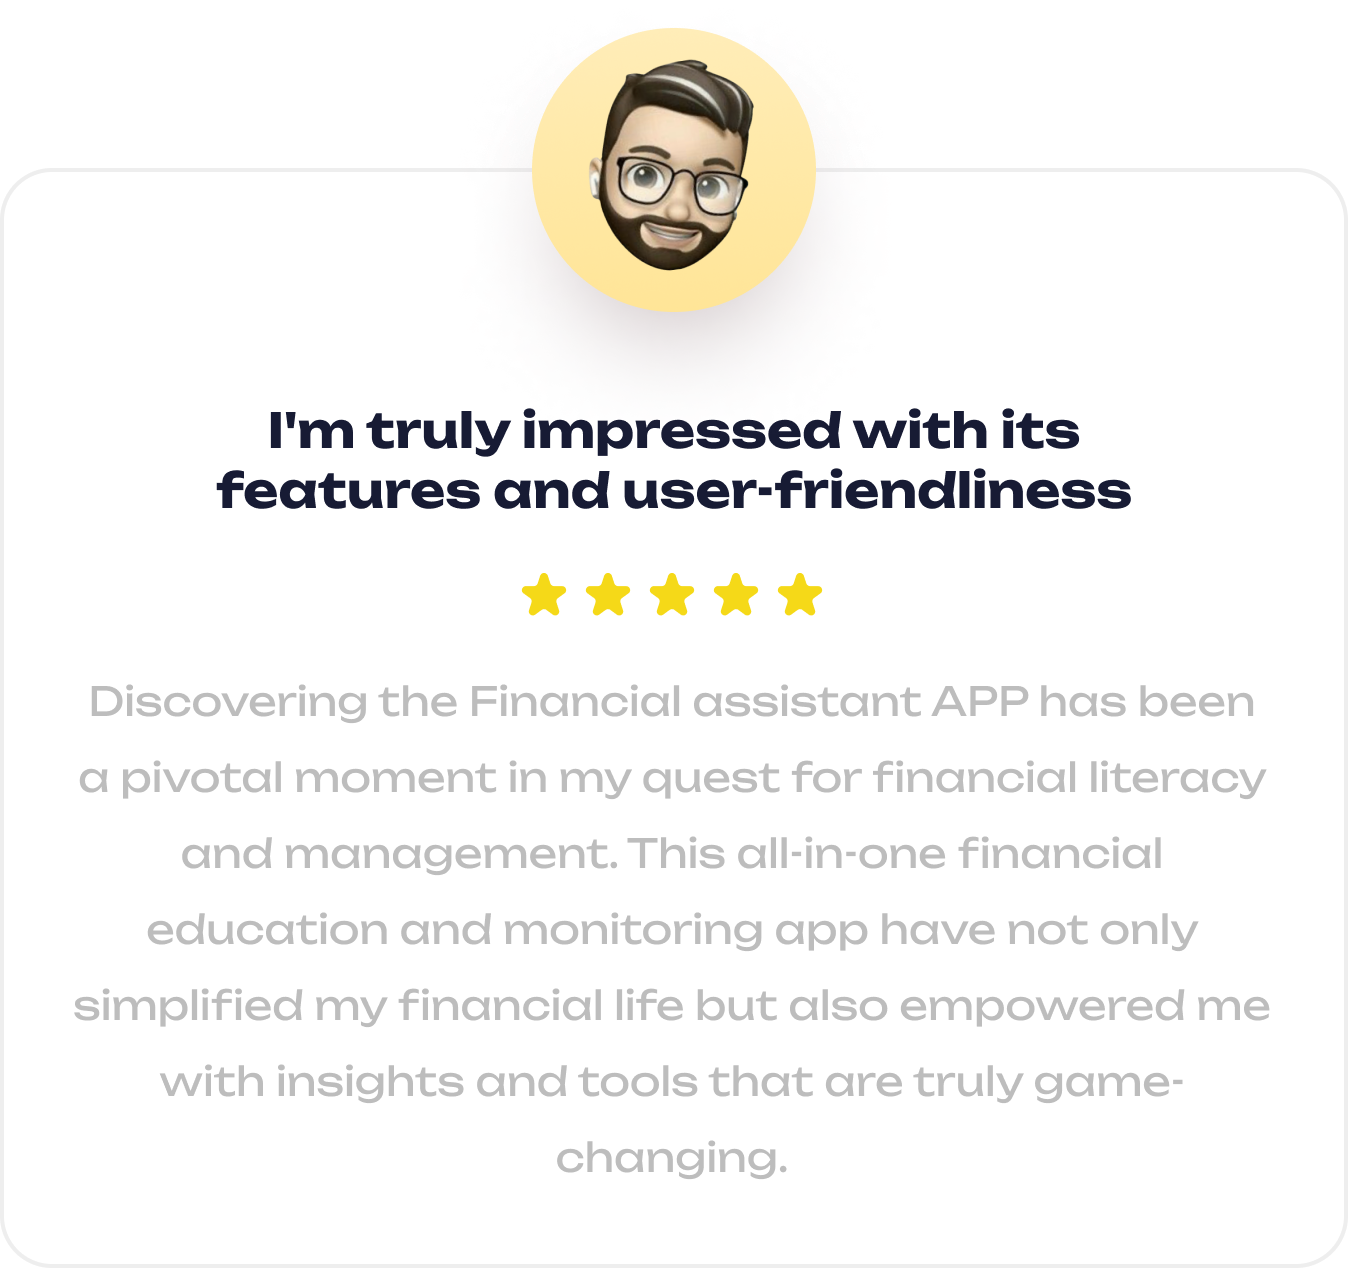 I'm truly impressed with its
features and user-friendliness
Discovering the Financial assistant APP has been
a pivotal moment in my quest for financial literacy
and management. This all-in-one financial
education and monitoring app have not only
simplified my financial life but also empowered me
with insights and tools that are truly game-
changing.